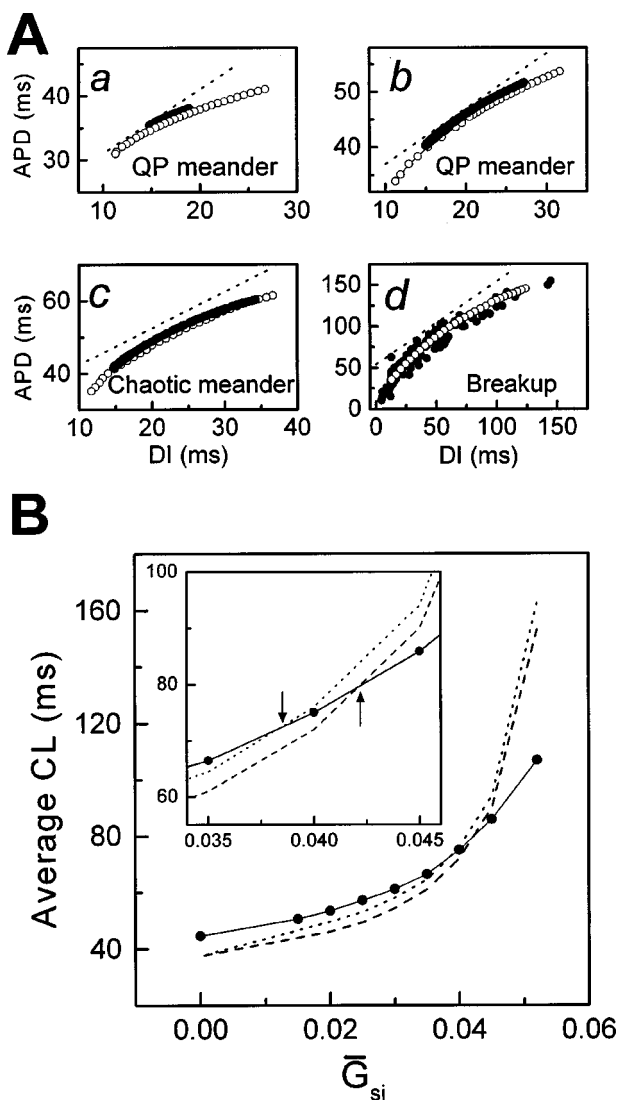 A
a
b
APD (ms)
40
30
10 20 30
QP meander
50
40
10 20 30
QP meander
c
d
APD (ms)
60
40
10 20 30 40
Chaotic meander
DI (ms)
150
100
50
0
0 50 100 150
Breakup
DI (ms)
B
Average CL (ms)
160
120
80
40
100
80
60
0.035 0.040 0.045
0.00 0.02 0.04 0.06
G̅si